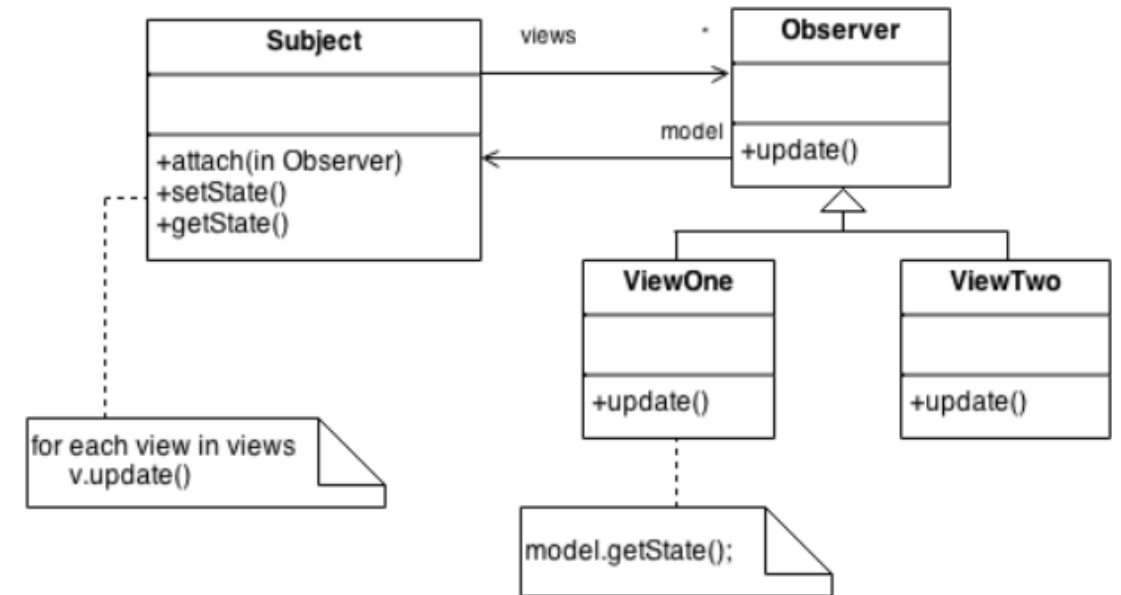 Subject
+attach(in Observer)
+setState()
+getState()
views
*
model
Observer
+update()
ViewOne
+update()
ViewTwo
+update()
for each view in views
v.update()
model.getState();